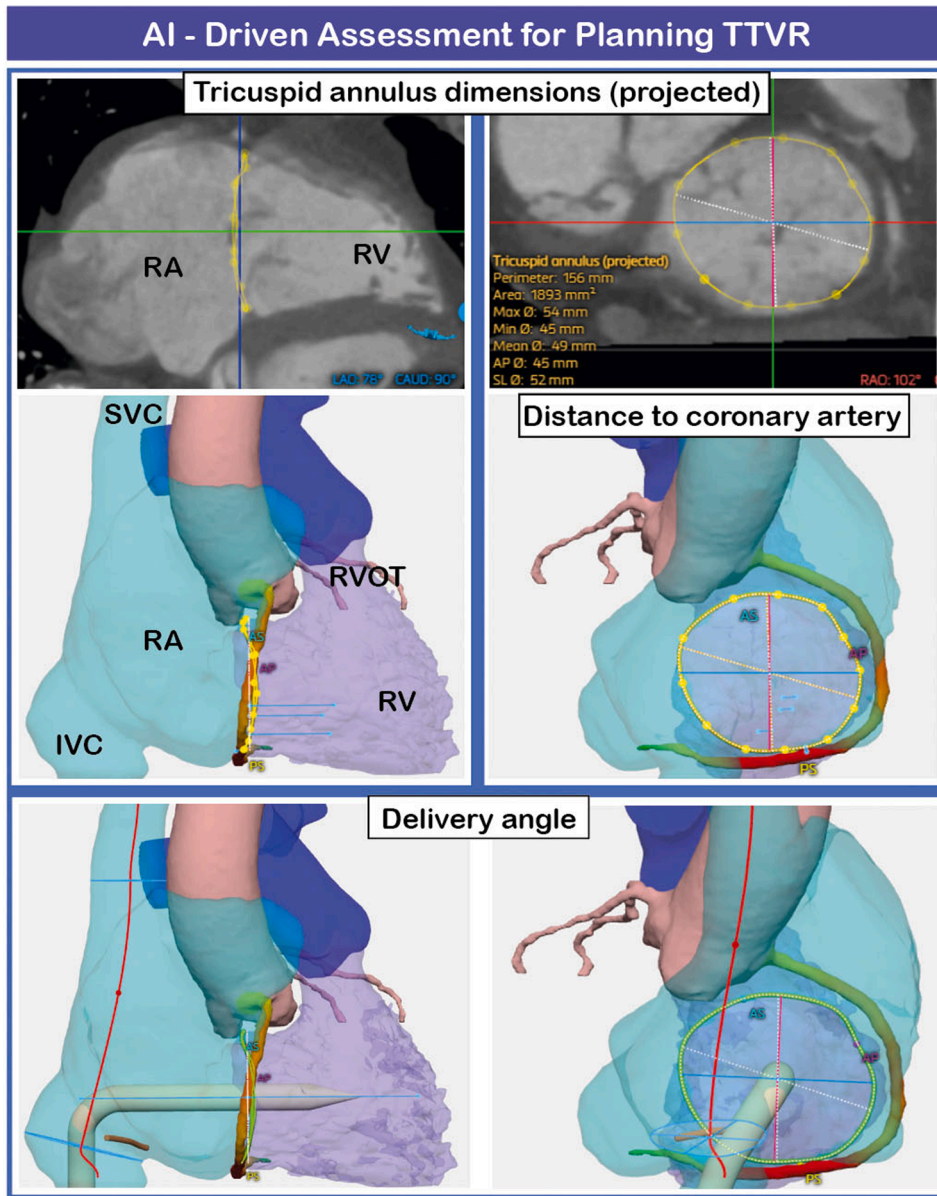 AI - Driven Assessment for Planning TTVR
Tricuspid annulus dimensions (projected)
RA
RV
LAO: 78° CAUD: 90°
Tricuspid annulus (projected)
Perimeter: 156 mm
Area: 1893 mm²
Max Ø: 54 mm
Min Ø: 45 mm
Mean Ø: 49 mm
AP Ø: 45 mm
SL Ø: 52 mm
RAO: 102°
SVC
RVOT
RA
AS
AP
RV
IVC
PS
Distance to coronary artery
AS
AP
PS
Delivery angle
AS
AP
PS
AS
AP
PS